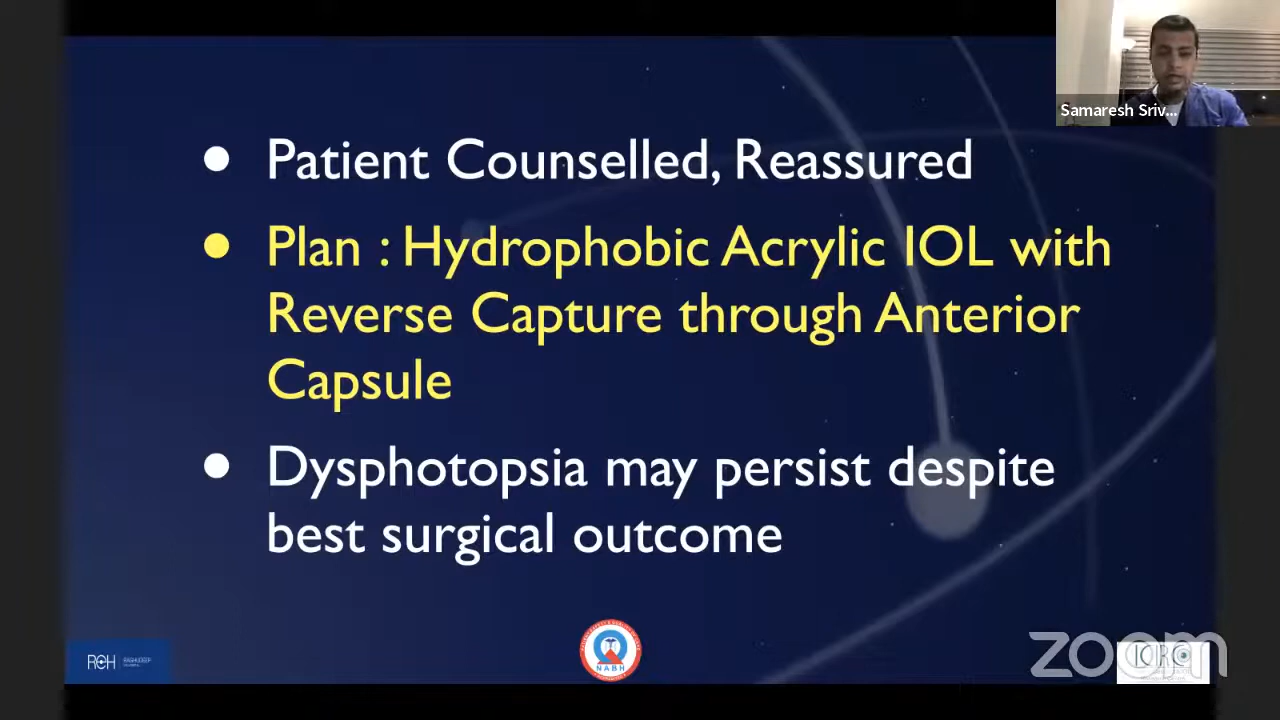 Samaresh Sriv...
• Patient Counselled, Reassured
• Plan : Hydrophobic Acrylic IOL with
Reverse Capture through Anterior
Capsule
• Dysphotopsia may persist despite
best surgical outcome
NABH
zoom